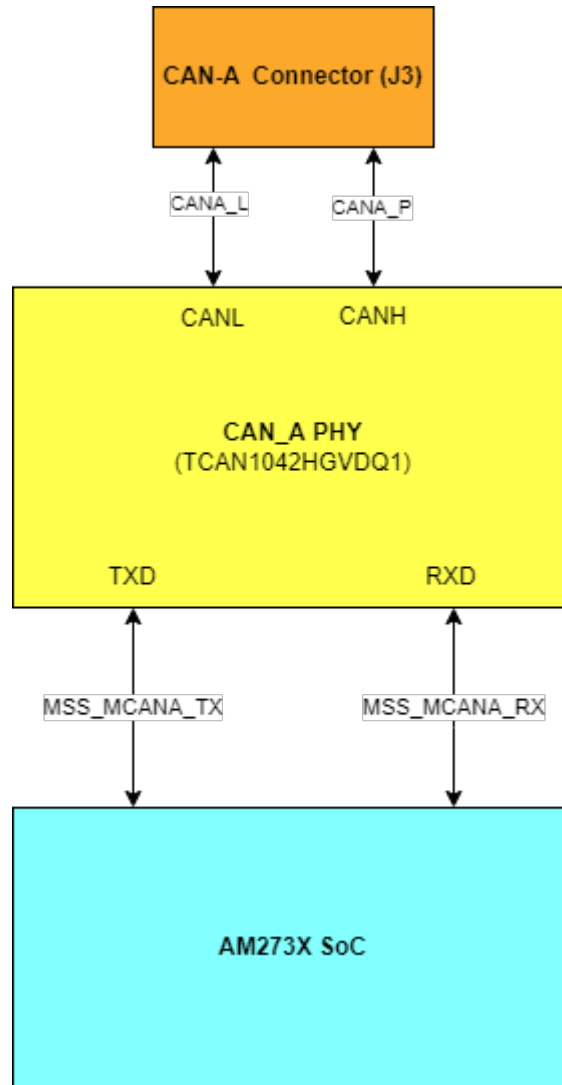 CAN-A  Connector (J3)
CANA_L
CANA_P
CANL
CANH
CAN_A PHY
(TCAN1042HGVDQ1)
TXD
RXD
MSS_MCANA_TX
MSS_MCANA_RX
AM273X SoC